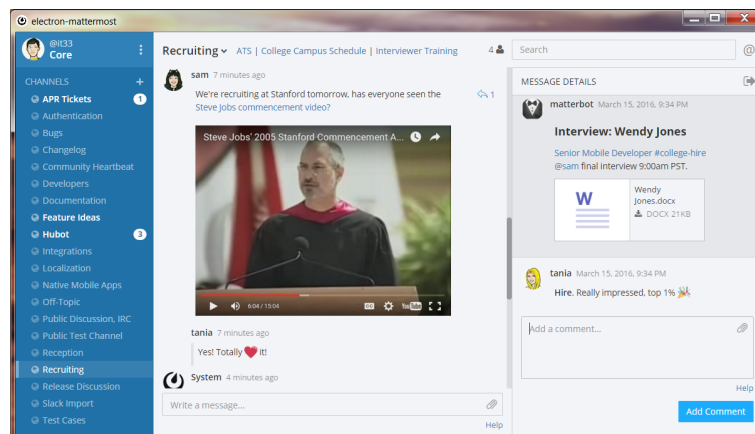 electron-mattermost
@it33
Core
CHANNELS +
APR Tickets 1
Authentication
Bugs
Changelog
Community Heartbeat
Developers
Documentation
Feature Ideas
Hubot 3
Integrations
Localization
Native Mobile Apps
Off-Topic
Public Discussion, IRC
Public Test Channel
Reception
Recruiting
Release Discussion
Slack Import
Test Cases
Recruiting ATS | College Campus Schedule | Interviewer Training 4
Search @
sam 7 minutes ago
We're recruiting at Stanford tomorrow, has everyone seen the 1
Steve Jobs commencement video?
Steve Jobs' 2005 Stanford Commencement A...
6:04 / 15:04 CC YouTube
tania 7 minutes ago
Yes! Totally ❤ it!
System 4 minutes ago
Write a message...
Help
MESSAGE DETAILS
matterbot March 15, 2016, 9:34 PM
Interview: Wendy Jones
Senior Mobile Developer #college-hire
@sam final interview 9:00am PST.
W
Wendy
Jones.docx
DOCX 21KB
tania March 15, 2016, 9:34 PM
Hire. Really impressed, top 1% 🎉
Add a comment...
Help
Add Comment